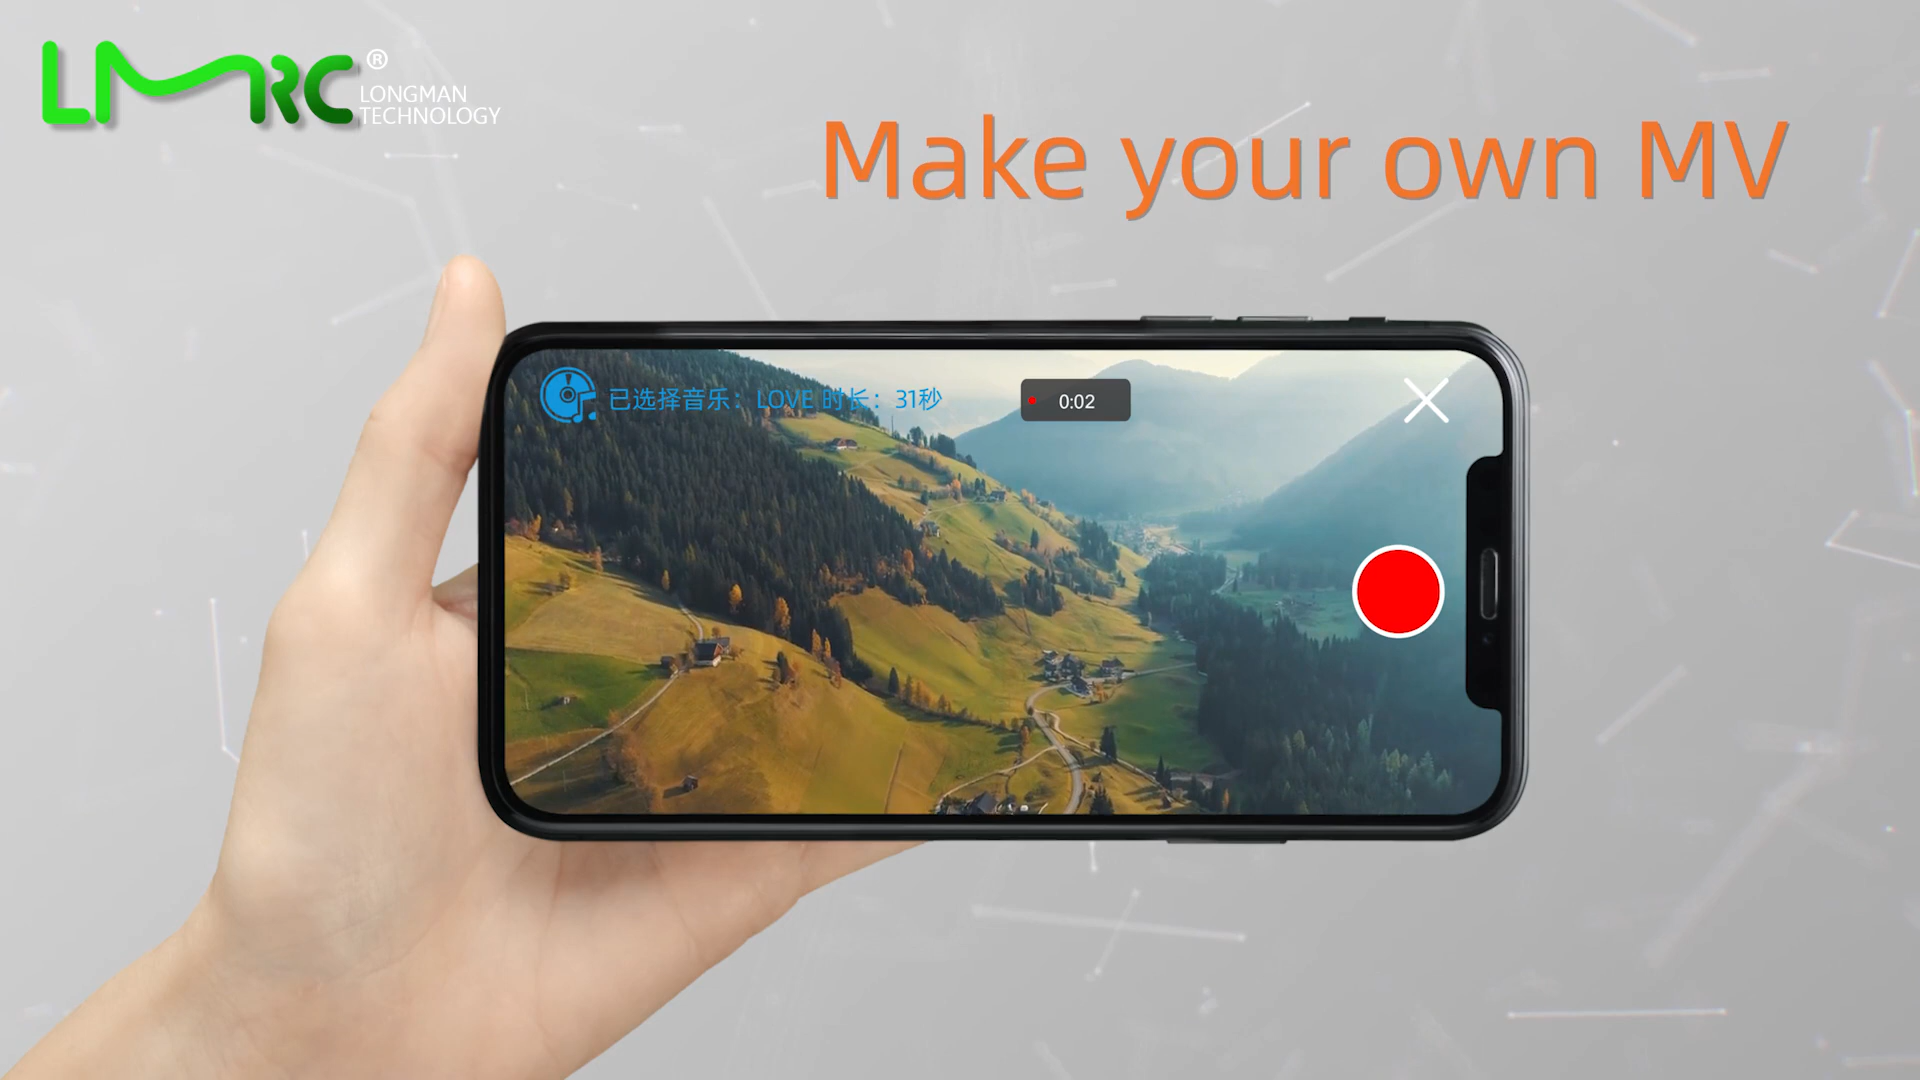 LMRC®
LONGMAN
TECHNOLOGY
Make your own MV
已选择音乐：LOVE 时长：31秒
0:02